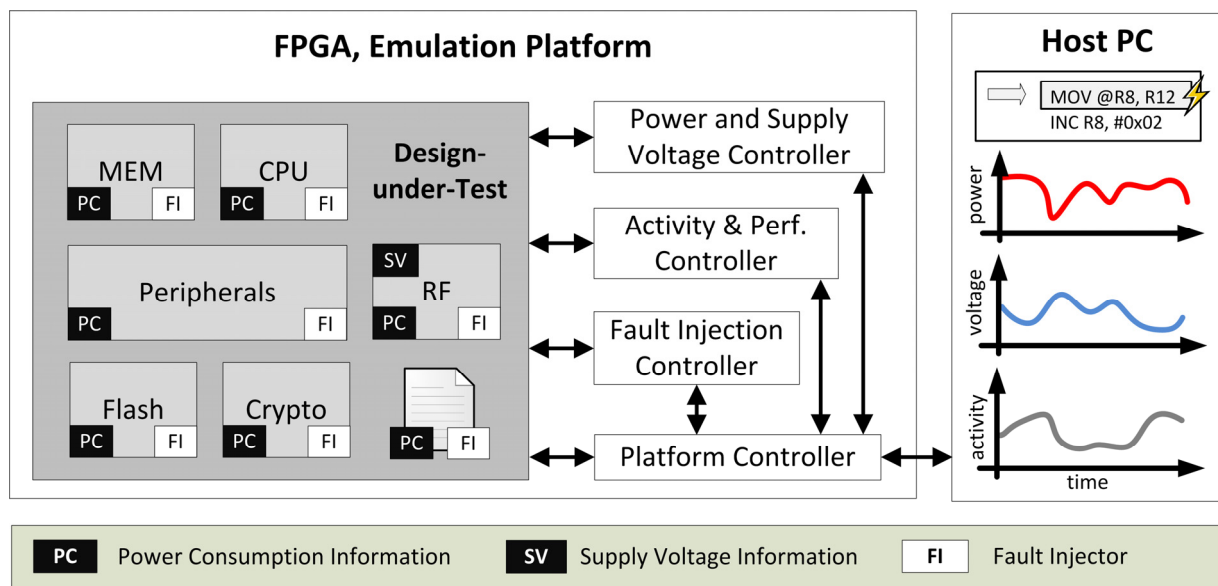 FPGA, Emulation Platform
MEM
PC
FI
CPU
PC
FI
Design-
under-Test
Peripherals
PC
FI
SV
RF
PC
FI
Flash
PC
FI
Crypto
PC
FI
PC
FI
Power and Supply
Voltage Controller
Activity & Perf.
Controller
Fault Injection
Controller
Platform Controller
Host PC
MOV @R8, R12
INC R8, #0x02
power
voltage
activity
time
PC Power Consumption Information
SV Supply Voltage Information
FI Fault Injector